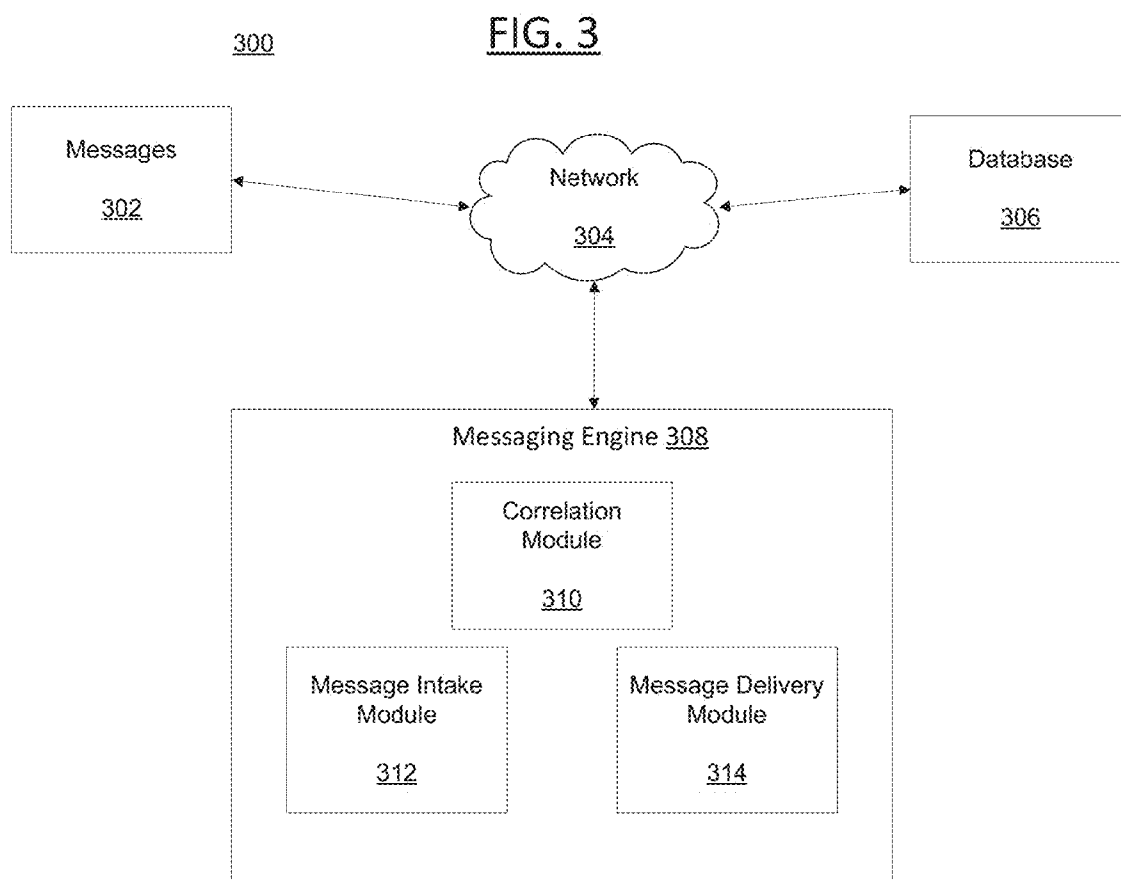 FIG. 3
300
Messages
302
Network
304
Database
306
Messaging Engine 308
Correlation
Module
310
Message Intake
Module
312
Message Delivery
Module
314